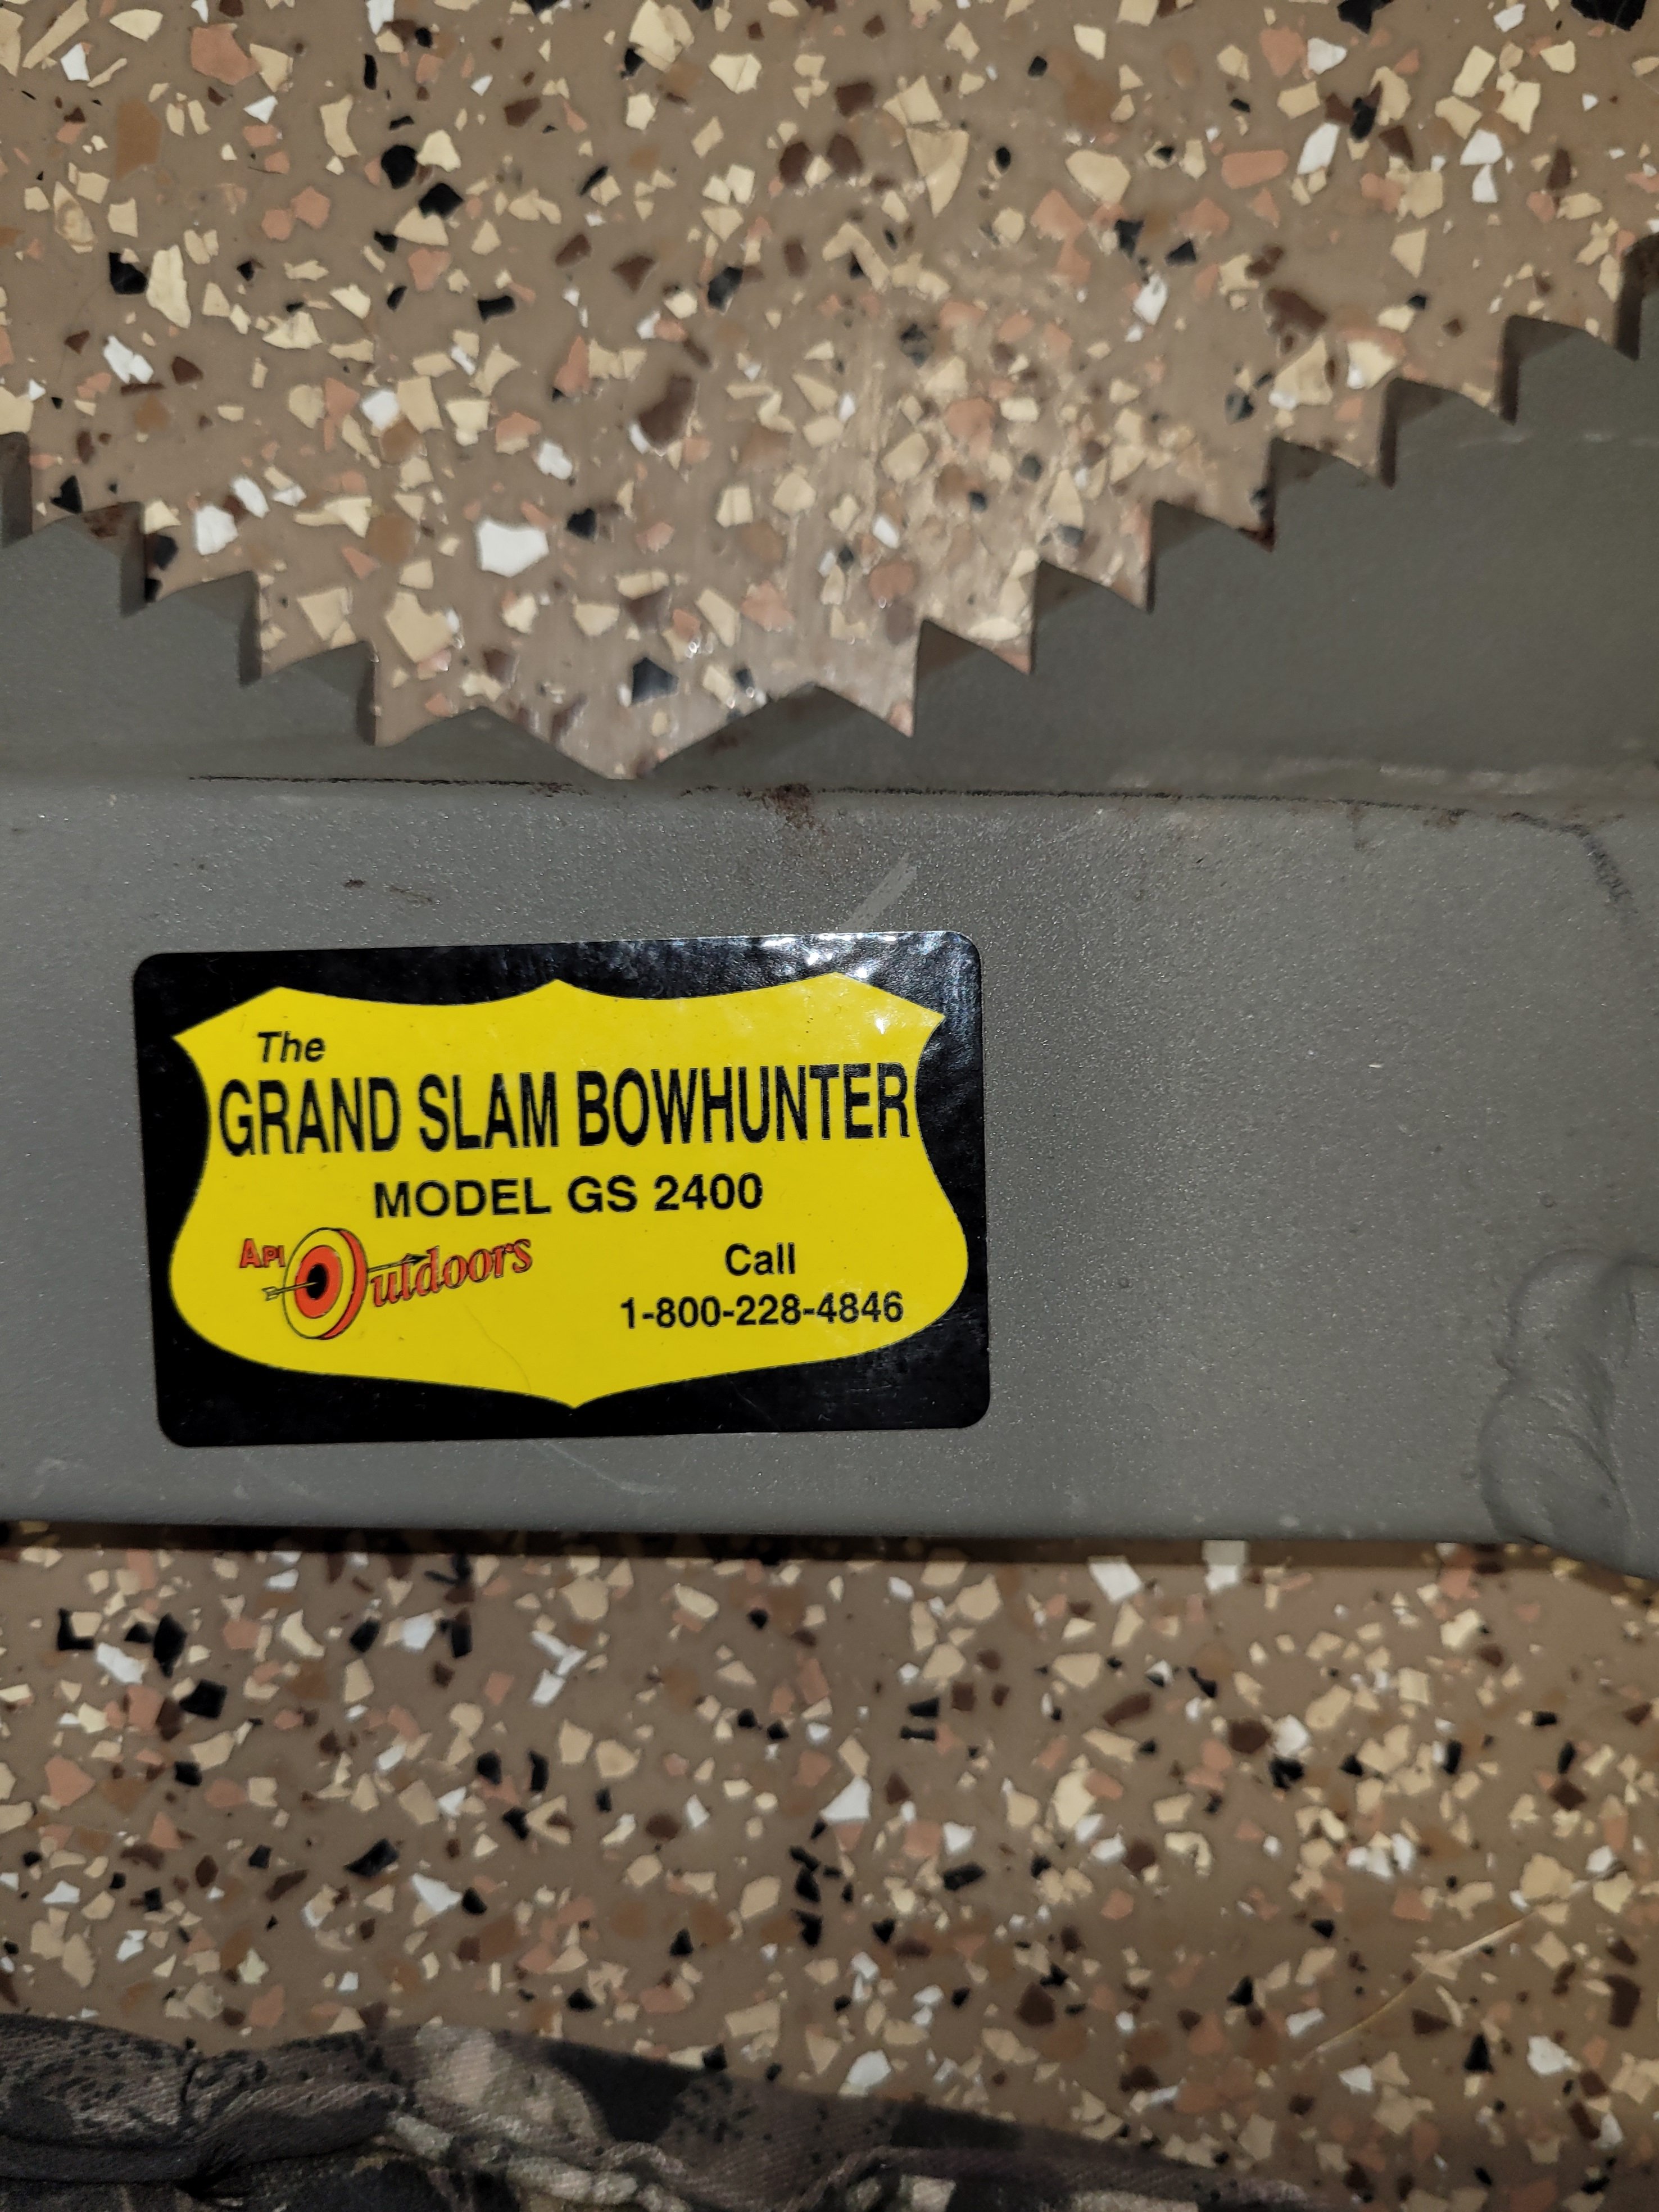 The
GRAND SLAM BOWHUNTER
MODEL GS 2400
API Outdoors
Call
1-800-228-4846